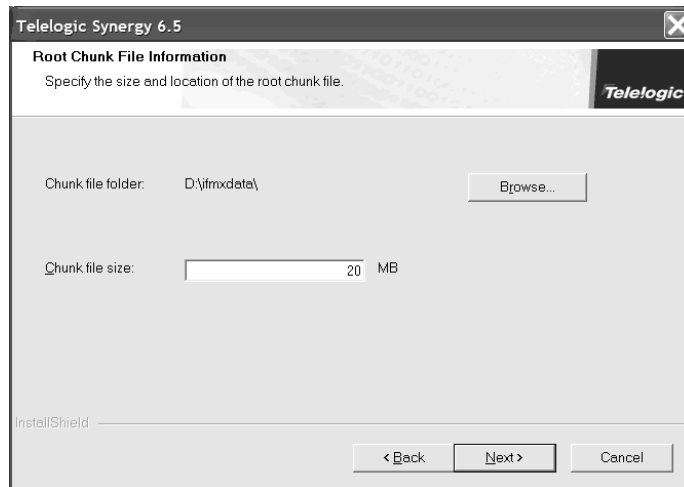 Telelogic Synergy 6.5
Root Chunk File Information
Specify the size and location of the root chunk file.
Telelogic
Chunk file folder: D:\ifmxdata\ Browse...
Chunk file size: 20 MB
InstallShield
< Back Next > Cancel